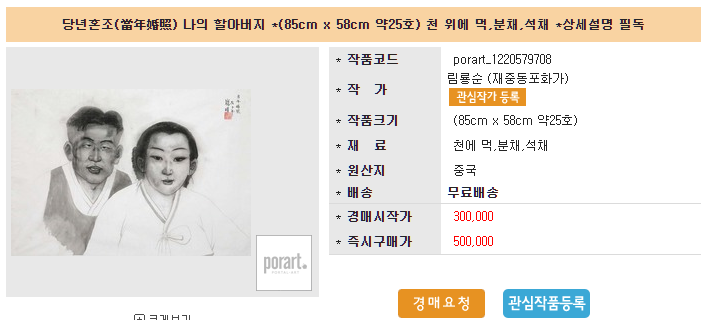 당년혼조(當年婚照) 나의 할아버지 *(85cm x 58cm 약25호) 천 위에 먹,분채,석채 *상세설명 필독
* 작품코드 porart_1220579708
* 작 가 림룡순 (재중동포화가)
관심작가 등록
* 작품크기 (85cm x 58cm 약25호)
* 재 료 천에 먹,분채,석채
* 원산지 중국
* 배송 무료배송
* 경매시작가 300,000
* 즉시구매가 500,000
porart.
경매요청 관심작품등록